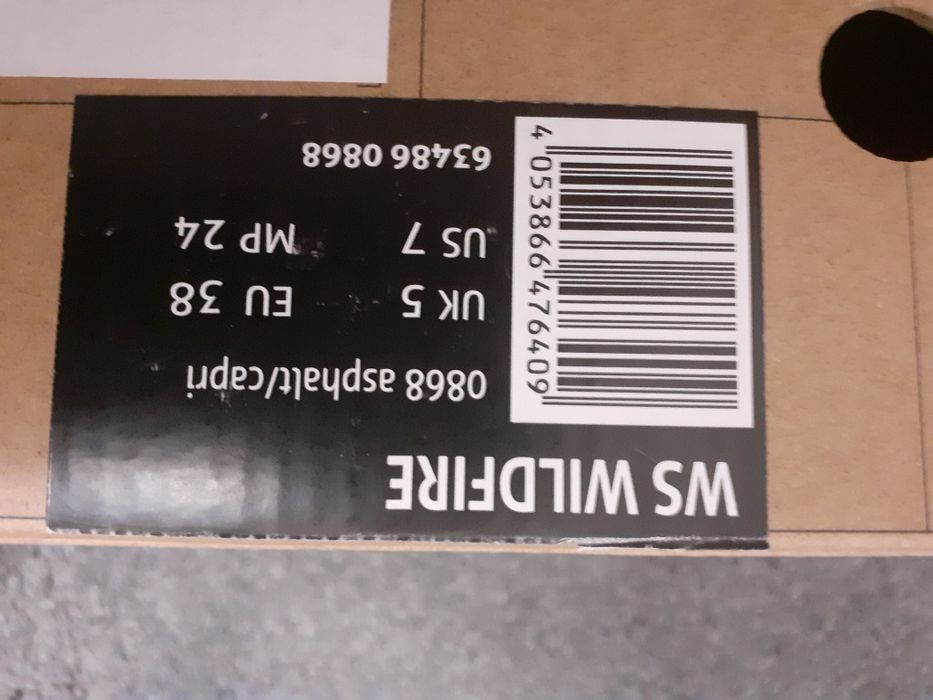 WS WILDFIRE
0868 asphalt/capri
UK 5 EU 38
US 7 MP 24
63486 0868
4 053866 476409